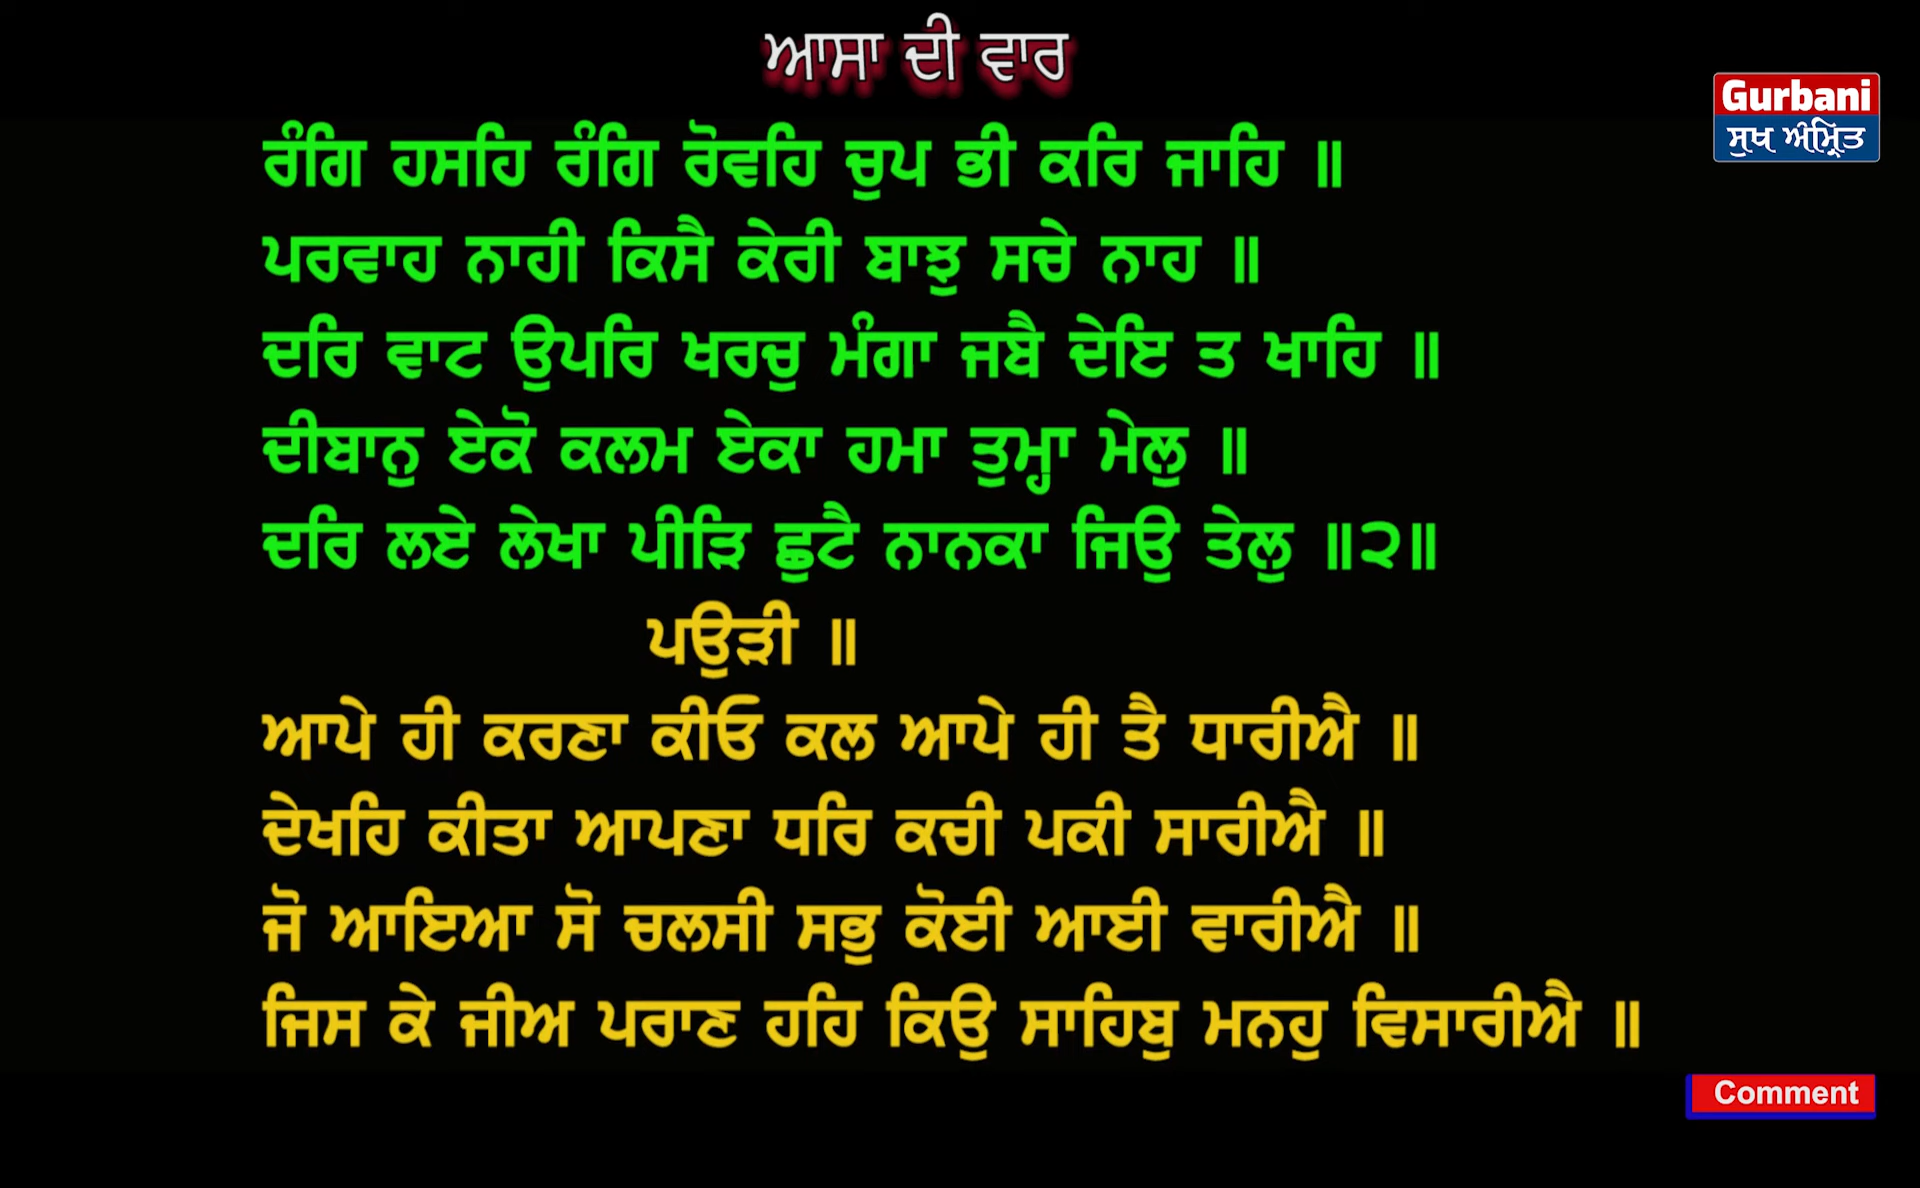 ਆਸਾ ਦੀ ਵਾਰ
Gurbani
ਸੁਖ ਅੰਮ੍ਰਿਤ
ਰੰਗਿ ਹਸਹਿ ਰੰਗਿ ਰੋਵਹਿ ਚੁਪ ਭੀ ਕਰਿ ਜਾਹਿ ॥
ਪਰਵਾਹ ਨਾਹੀ ਕਿਸੈ ਕੇਰੀ ਬਾਝੁ ਸਚੇ ਨਾਹ ॥
ਦਰਿ ਵਾਟ ਉਪਰਿ ਖਰਚੁ ਮੰਗਾ ਜਬੈ ਦੇਇ ਤ ਖਾਹਿ ॥
ਦੀਬਾਨੁ ਏਕੋ ਕਲਮ ਏਕਾ ਹਮਾ ਤੁਮ੍ਹਾ ਮੇਲੁ ॥
ਦਰਿ ਲਏ ਲੇਖਾ ਪੀੜਿ ਛੁਟੈ ਨਾਨਕਾ ਜਿਉ ਤੇਲੁ ॥੨॥
ਪਉੜੀ ॥
ਆਪੇ ਹੀ ਕਰਣਾ ਕੀਓ ਕਲ ਆਪੇ ਹੀ ਤੈ ਧਾਰੀਐ ॥
ਦੇਖਹਿ ਕੀਤਾ ਆਪਣਾ ਧਰਿ ਕਚੀ ਪਕੀ ਸਾਰੀਐ ॥
ਜੋ ਆਇਆ ਸੋ ਚਲਸੀ ਸਭੁ ਕੋਈ ਆਈ ਵਾਰੀਐ ॥
ਜਿਸ ਕੇ ਜੀਅ ਪਰਾਣ ਹਹਿ ਕਿਉ ਸਾਹਿਬੁ ਮਨਹੁ ਵਿਸਾਰੀਐ ॥
Comment